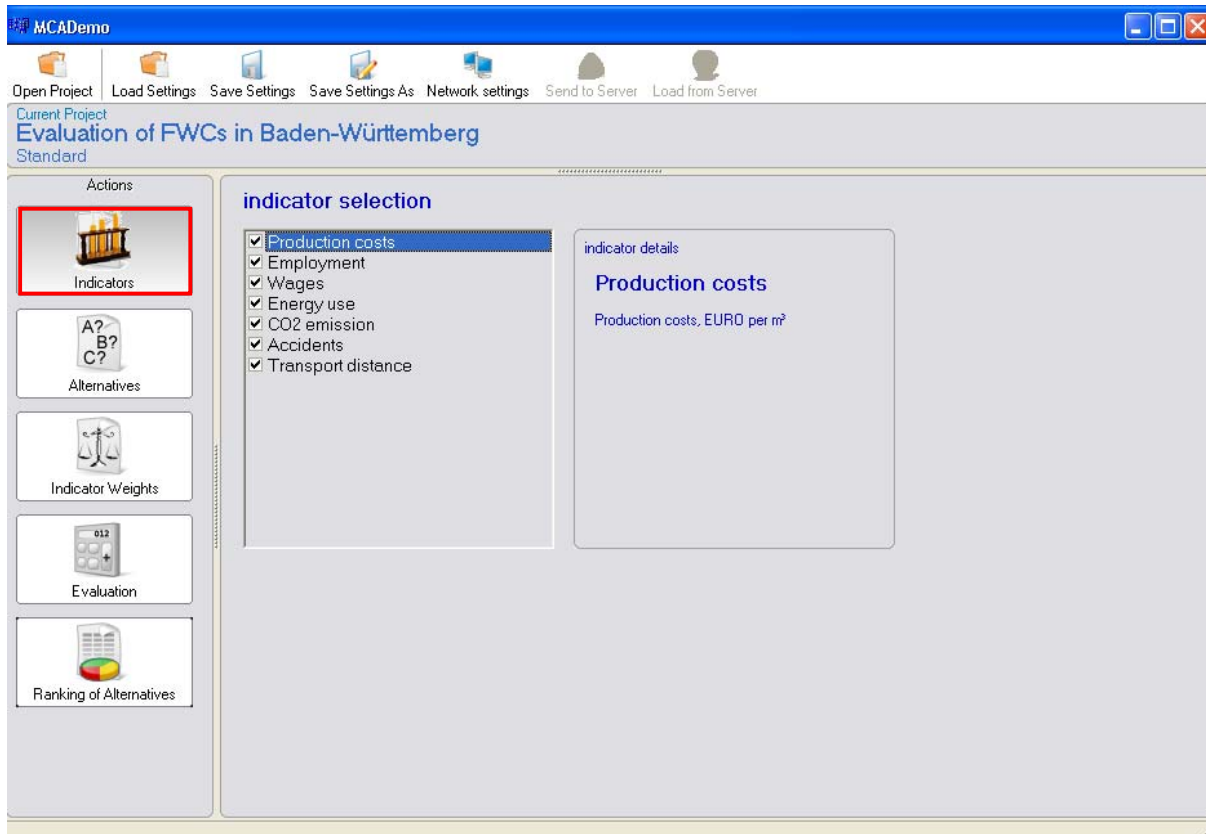 MCADemo
Open Project Load Settings Save Settings Save Settings As Network settings Send to Server Load from Server
Current Project
Evaluation of FWCs in Baden-Württemberg
Standard
Actions
Indicators
A?
B?
C?
Alternatives
Indicator Weights
012
+
Evaluation
Ranking of Alternatives
indicator selection
Production costs
Employment
Wages
Energy use
CO2 emission
Accidents
Transport distance
indicator details
Production costs
Production costs, EURO per m³